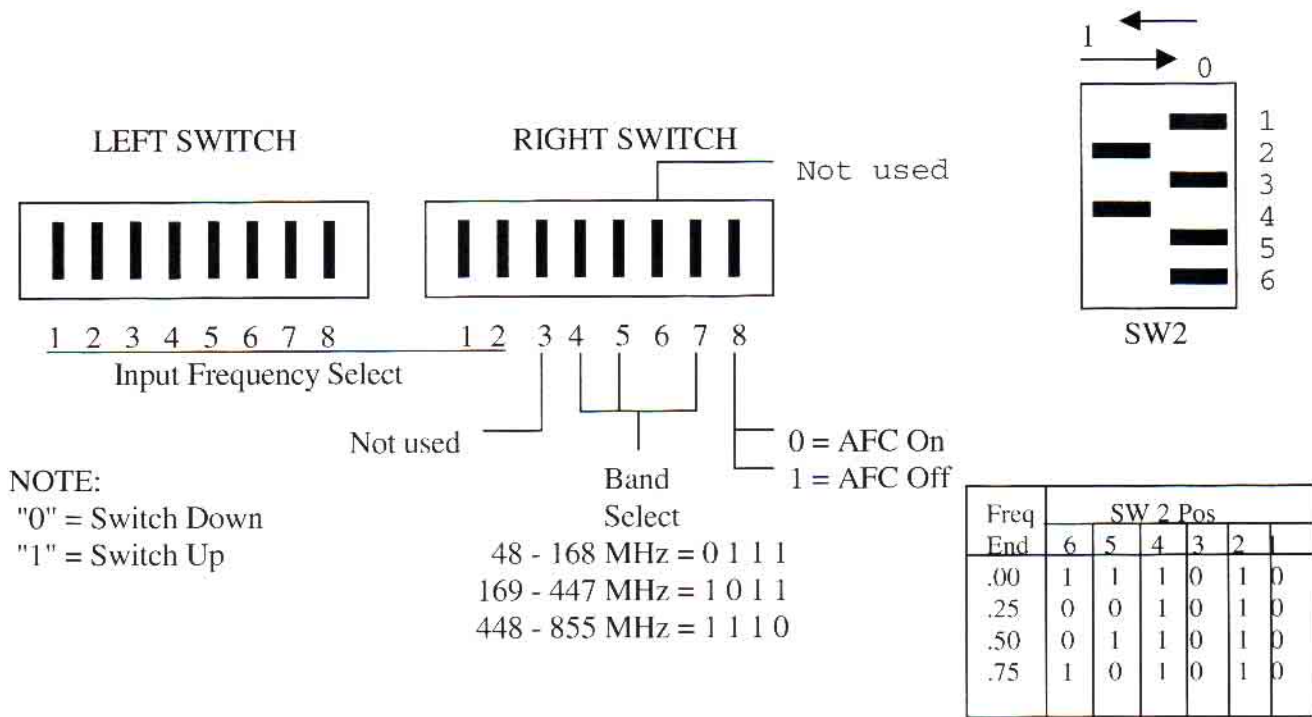 1
0
LEFT SWITCH
RIGHT SWITCH
Not used
1
2
3
4
5
6
SW2
1 2 3 4 5 6 7 8
1 2 3 4 5 6 7 8
Input Frequency Select
Not used
0 = AFC On
1 = AFC Off
NOTE:
"0" = Switch Down
"1" = Switch Up
Band
Select
48 - 168 MHz = 0 1 1 1
169 - 447 MHz = 1 0 1 1
448 - 855 MHz = 1 1 1 0
Freq SW 2 Pos
End 6 5 4 3 2 1
.00 1 1 1 0 1 0
.25 0 0 1 0 1 0
.50 0 1 1 0 1 0
.75 1 0 1 0 1 0